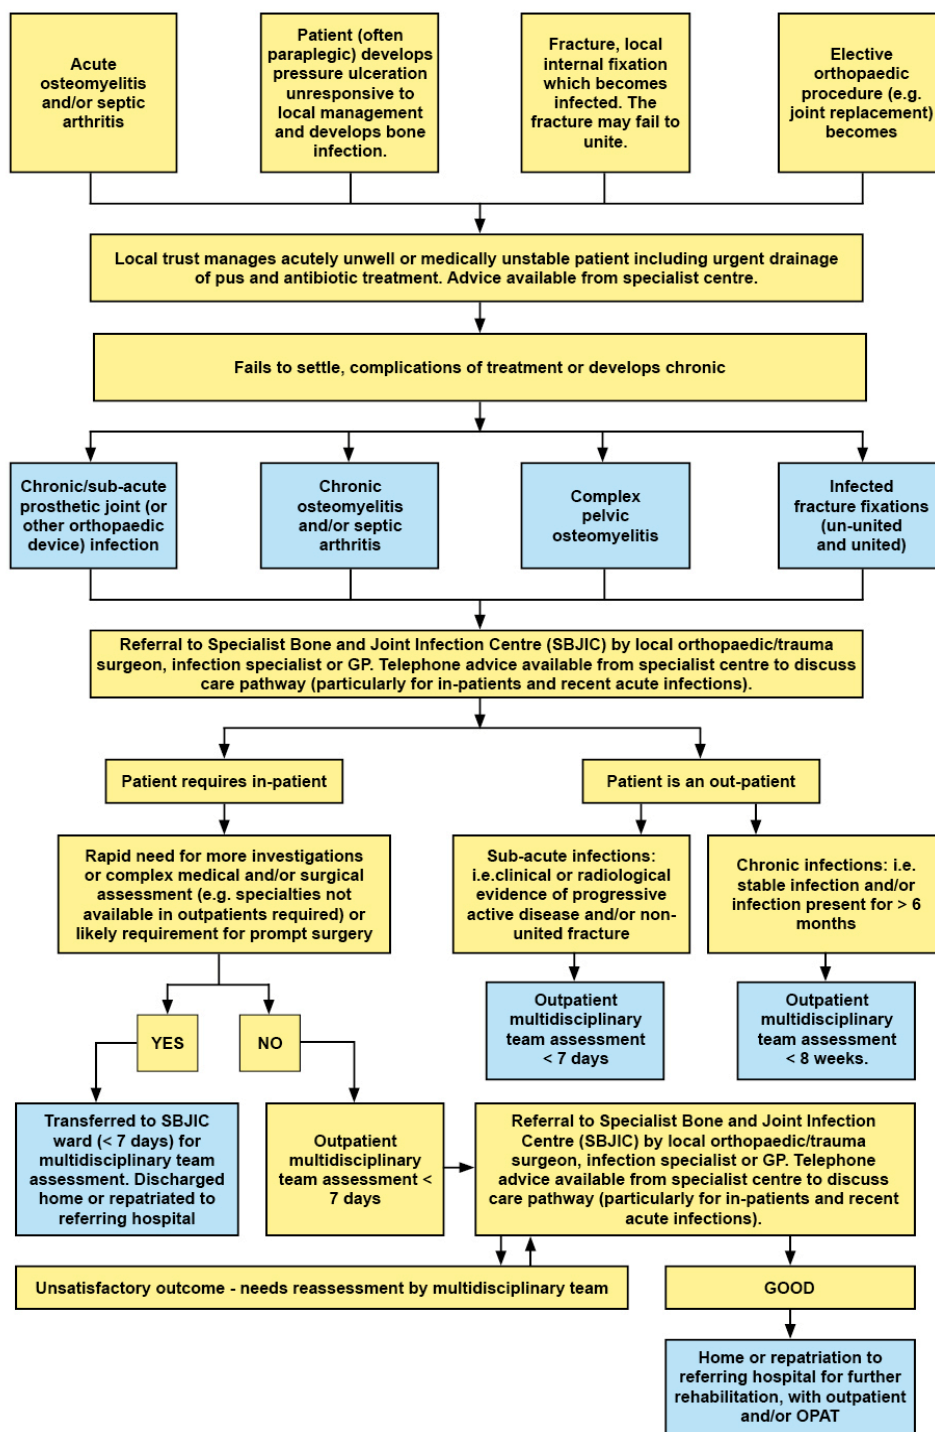 Acute
osteomyelitis
and/or septic
arthritis
Patient (often
paraplegic) develops
pressure ulceration
unresponsive to
local management
and develops bone
infection.
Fracture, local
internal fixation
which becomes
infected. The
fracture may fail to
unite.
Elective
orthopaedic
procedure (e.g.
joint replacement)
becomes
Local trust manages acutely unwell or medically unstable patient including urgent drainage
of pus and antibiotic treatment. Advice available from specialist centre.
Fails to settle, complications of treatment or develops chronic
Chronic/sub-acute
prosthetic joint (or
other orthopaedic
device) infection
Chronic
osteomyelitis
and/or septic
arthritis
Complex
pelvic
osteomyelitis
Infected
fracture fixations
(un-united
and united)
Referral to Specialist Bone and Joint Infection Centre (SBJIC) by local orthopaedic/trauma
surgeon, infection specialist or GP. Telephone advice available from specialist centre to discuss
care pathway (particularly for in-patients and recent acute infections).
Patient requires in-patient
Patient is an out-patient
Rapid need for more investigations
or complex medical and/or surgical
assessment (e.g. specialties not
available in outpatients required) or
likely requirement for prompt surgery
Sub-acute infections:
i.e.clinical or radiological
evidence of progressive
active disease and/or non-
united fracture
Chronic infections: i.e.
stable infection and/or
infection present for > 6
months
YES
NO
Outpatient
multidisciplinary
team assessment
< 7 days
Outpatient
multidisciplinary
team assessment
< 8 weeks.
Transferred to SBJIC
ward (< 7 days) for
multidisciplinary team
assessment. Discharged
home or repatriated to
referring hospital
Outpatient
multidisciplinary
team assessment <
7 days
Referral to Specialist Bone and Joint Infection
Centre (SBJIC) by local orthopaedic/trauma
surgeon, infection specialist or GP. Telephone
advice available from specialist centre to discuss
care pathway (particularly for in-patients and recent
acute infections).
Unsatisfactory outcome - needs reassessment by multidisciplinary team
GOOD
Home or repatriation to
referring hospital for further
rehabilitation, with outpatient
and/or OPAT